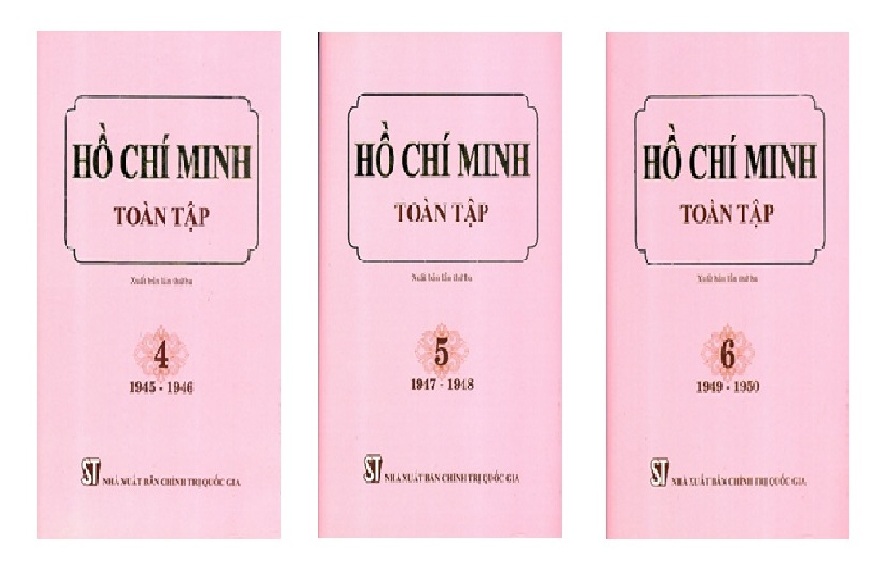 HỒ CHÍ MINH
TOÀN TẬP
Xuất bản lần thứ ba
4
1945 - 1946
ST NHÀ XUẤT BẢN CHÍNH TRỊ QUỐC GIA
HỒ CHÍ MINH
TOÀN TẬP
Xuất bản lần thứ ba
5
1947 - 1948
ST NHÀ XUẤT BẢN CHÍNH TRỊ QUỐC GIA
HỒ CHÍ MINH
TOÀN TẬP
Xuất bản lần thứ ba
6
1949 - 1950
ST NHÀ XUẤT BẢN CHÍNH TRỊ QUỐC GIA